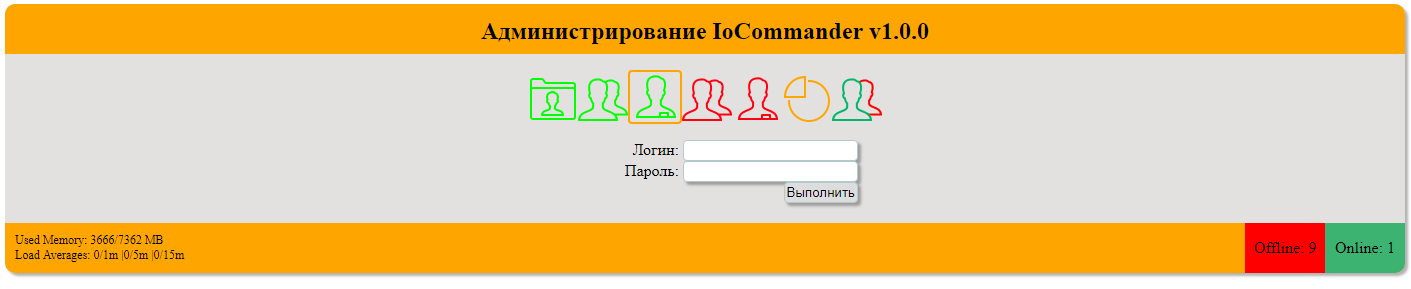 Администрирование IoCommander v1.0.0
Логин:
Пароль:
Выполнить
Used Memory: 3666/7362 MB
Load Averages: 0/1m |0/5m |0/15m
Offline: 9
Online: 1